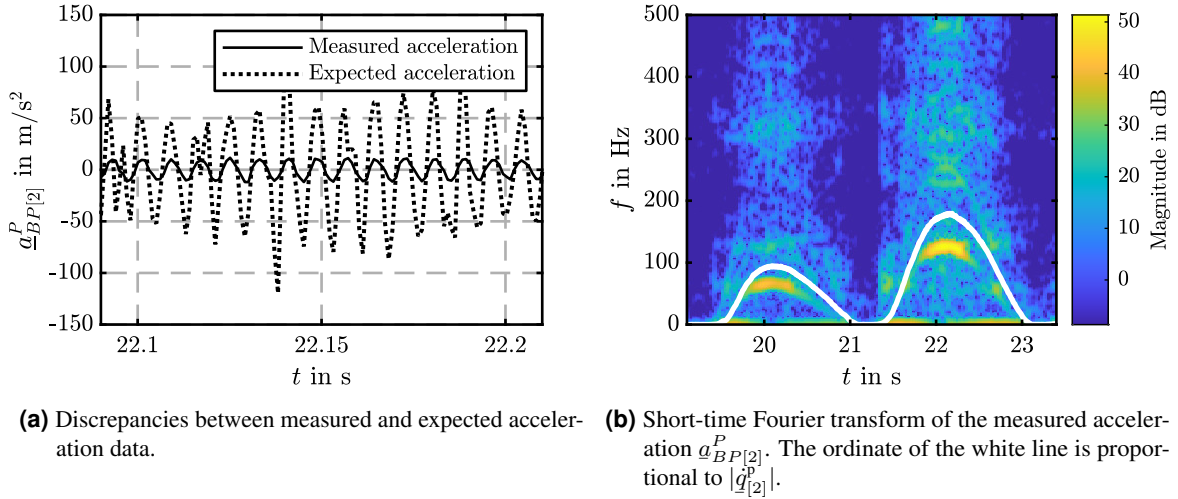 150
100
50
0
-50
-100
-150
22.1
22.15
22.2
t in s
a^P_{BP[2]} in m/s²
Measured acceleration
Expected acceleration
500
400
300
200
100
0
20
21
22
23
t in s
f in Hz
50
40
30
20
10
0
Magnitude in dB
(a) Discrepancies between measured and expected acceler-
ation data.
(b) Short-time Fourier transform of the measured acceler-
ation a^P_{BP[2]}. The ordinate of the white line is propor-
tional to |q̇^p_{[2]}|.